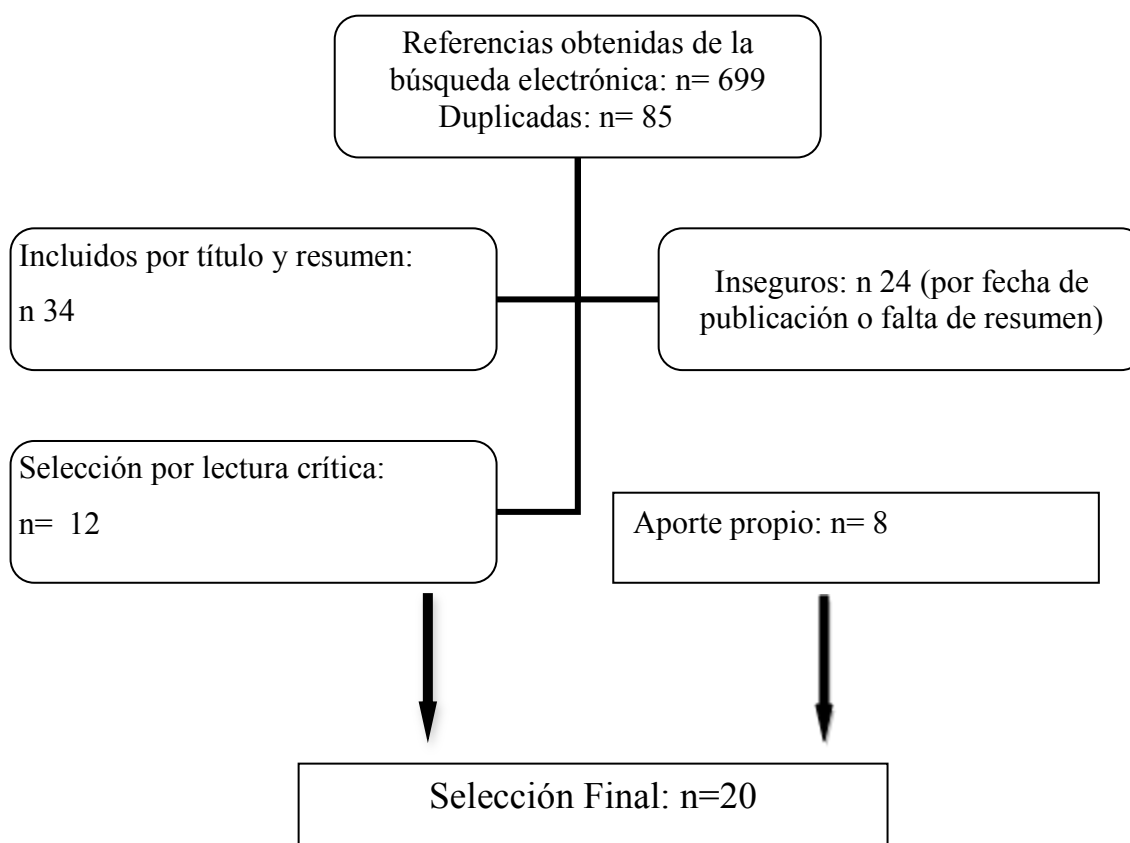 Referencias obtenidas de la
búsqueda electrónica: n= 699
Duplicadas: n= 85
Incluidos por título y resumen:
n 34
Inseguros: n 24 (por fecha de
publicación o falta de resumen)
Selección por lectura crítica:
n= 12
Aporte propio: n= 8
Selección Final: n=20